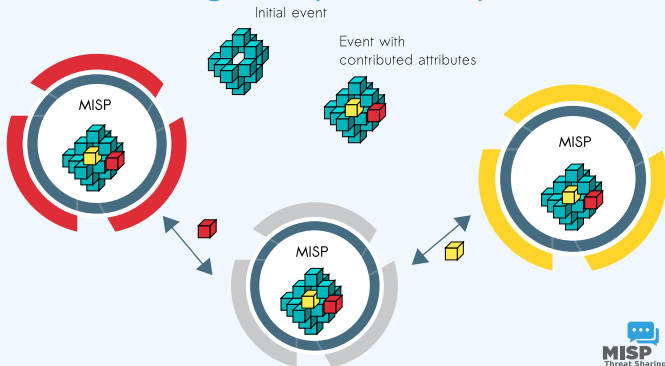 Initial event
Event with
contributed attributes
MISP
MISP
MISP
MISP
Threat Sharing